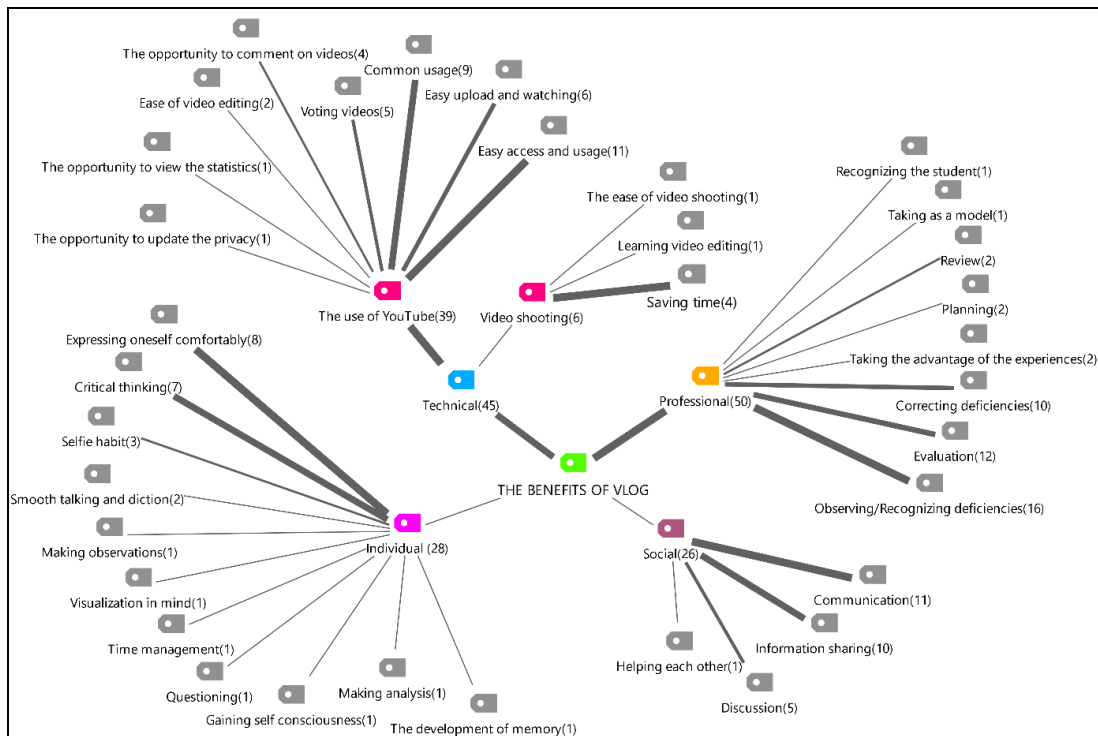 The opportunity to comment on videos(4)
Common usage(9)
Easy upload and watching(6)
Ease of video editing(2)
Voting videos(5)
Easy access and usage(11)
The opportunity to view the statistics(1)
The opportunity to update the privacy(1)
The use of YouTube(39)
The ease of video shooting(1)
Learning video editing(1)
Saving time(4)
Video shooting(6)
Technical(45)
Recognizing the student(1)
Taking as a model(1)
Review(2)
Planning(2)
Taking the advantage of the experiences(2)
Correcting deficiencies(10)
Evaluation(12)
Observing/Recognizing deficiencies(16)
Professional(50)
THE BENEFITS OF VLOG
Expressing oneself comfortably(8)
Critical thinking(7)
Selfie habit(3)
Smooth talking and diction(2)
Making observations(1)
Visualization in mind(1)
Time management(1)
Questioning(1)
Gaining self consciousness(1)
Making analysis(1)
The development of memory(1)
Individual (28)
Social(26)
Communication(11)
Information sharing(10)
Helping each other(1)
Discussion(5)